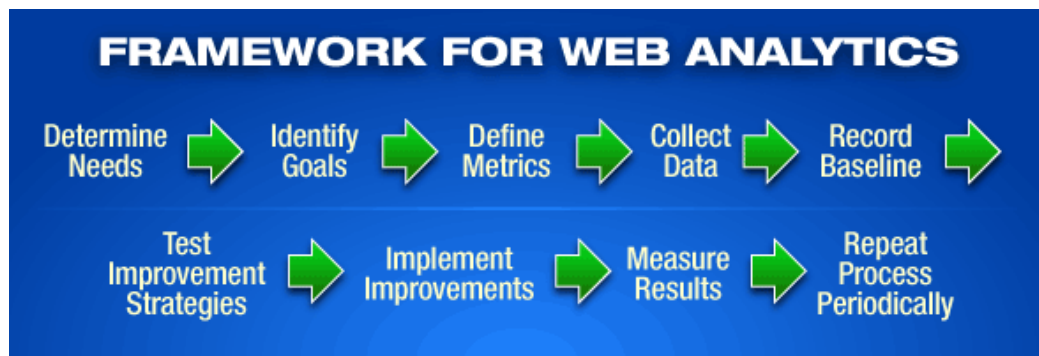 FRAMEWORK FOR WEB ANALYTICS
Determine
Needs
Identify
Goals
Define
Metrics
Collect
Data
Record
Baseline
Test
Improvement
Strategies
Implement
Improvements
Measure
Results
Repeat
Process
Periodically